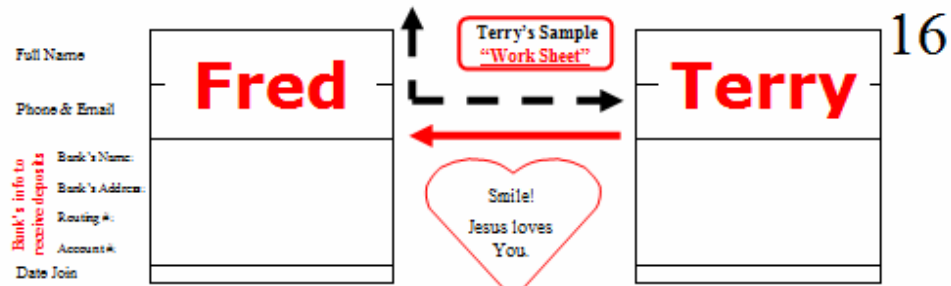 Full Name
Phone & Email
Bank's info to
receive deposits
Bank's Name:
Bank's Address:
Routing #:
Account #:
Date Join
Fred
Terry's Sample
"Work Sheet"
Smile!
Jesus loves
You.
Terry
16